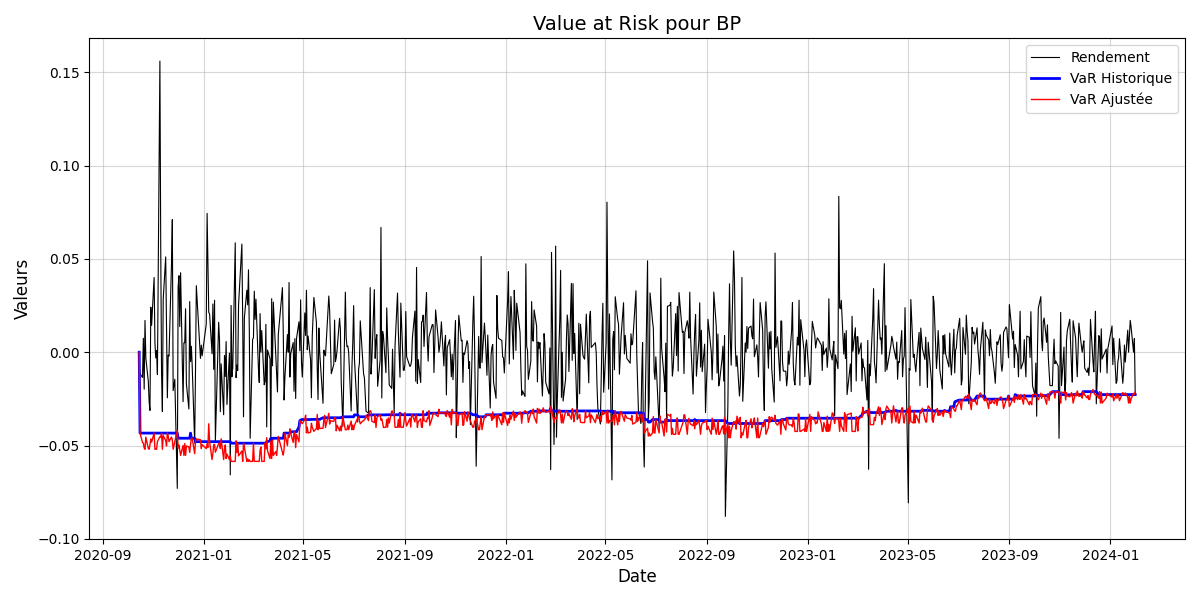 Value at Risk pour BP
Rendement
VaR Historique
VaR Ajustée
Valeurs
0.15
0.10
0.05
0.00
−0.05
−0.10
2020-09 2021-01 2021-05 2021-09 2022-01 2022-05 2022-09 2023-01 2023-05 2023-09 2024-01
Date